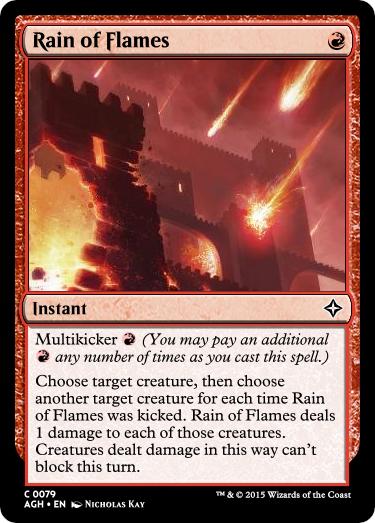 Rain of Flames
Instant
Multikicker (You may pay an additional
any number of times as you cast this spell.)
Choose target creature, then choose
another target creature for each time Rain
of Flames was kicked. Rain of Flames deals
1 damage to each of those creatures.
Creatures dealt damage in this way can't
block this turn.
C 0079
AGH • EN Nicholas Kay
™ & © 2015 Wizards of the Coast